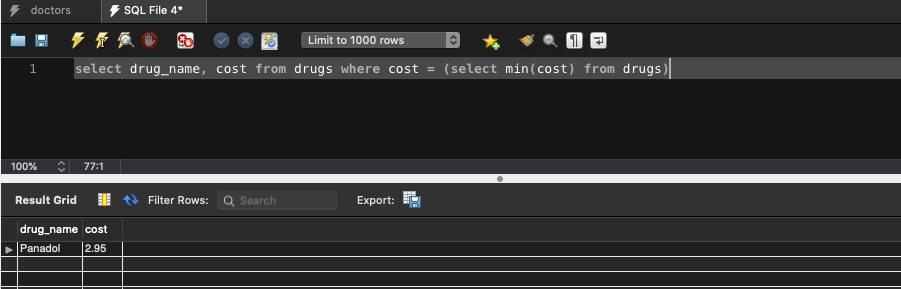 doctors
SQL File 4*
Limit to 1000 rows
1 select drug_name, cost from drugs where cost = (select min(cost) from drugs)
100% 77:1
Result Grid Filter Rows: Search Export:
drug_name cost
Panadol 2.95